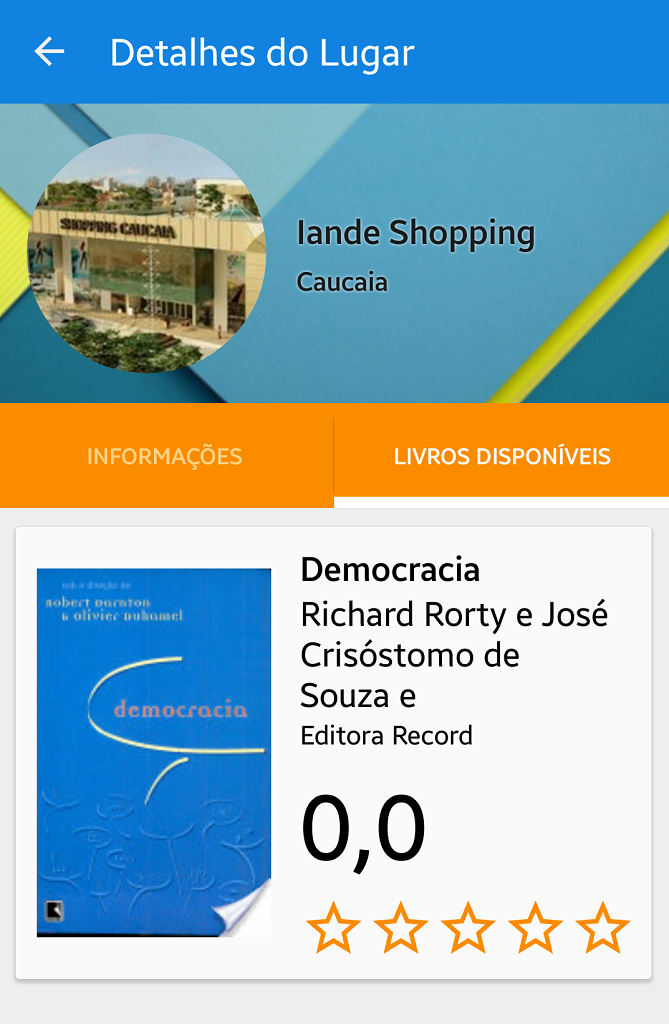 Detalhes do Lugar
SHOPPING CAUCAIA
Iande Shopping
Caucaia
INFORMAÇÕES
LIVROS DISPONÍVEIS
sob a direção de
Robert Darnton
& Olivier Duhamel
democracia
Democracia
Richard Rorty e José
Crisóstomo de
Souza e
Editora Record
0,0